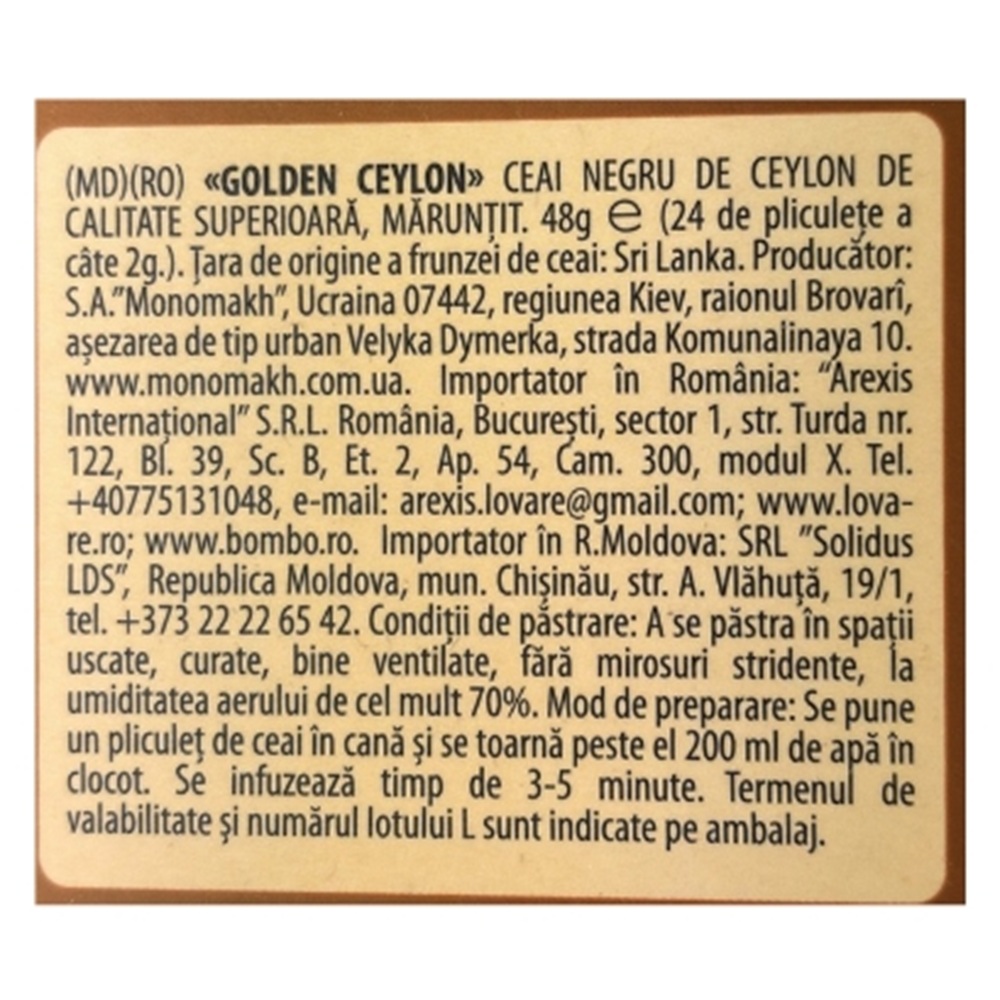 (MD)(RO) «GOLDEN CEYLON» CEAI NEGRU DE CEYLON DE
CALITATE SUPERIOARĂ, MĂRUNȚIT. 48g ℮ (24 de pliculețe a
câte 2g.). Țara de origine a frunzei de ceai: Sri Lanka. Producător:
S.A."Monomakh", Ucraina 07442, regiunea Kiev, raionul Brovarî,
așezarea de tip urban Velyka Dymerka, strada Komunalinaya 10.
www.monomakh.com.ua. Importator în România: "Arexis
Internațional" S.R.L. România, București, sector 1, str. Turda nr.
122, Bl. 39, Sc. B, Et. 2, Ap. 54, Cam. 300, modul X. Tel.
+40775131048, e-mail: arexis.lovare@gmail.com; www.lova-
re.ro; www.bombo.ro. Importator în R.Moldova: SRL "Solidus
LDS", Republica Moldova, mun. Chișinău, str. A. Vlăhuță, 19/1,
tel. +373 22 22 65 42. Condiții de păstrare: A se păstra în spații
uscate, curate, bine ventilate, fără mirosuri stridente, la
umiditatea aerului de cel mult 70%. Mod de preparare: Se pune
un pliculeț de ceai în cană și se toarnă peste el 200 ml de apă în
clocot. Se infuzează timp de 3-5 minute. Termenul de
valabilitate și numărul lotului L sunt indicate pe ambalaj.